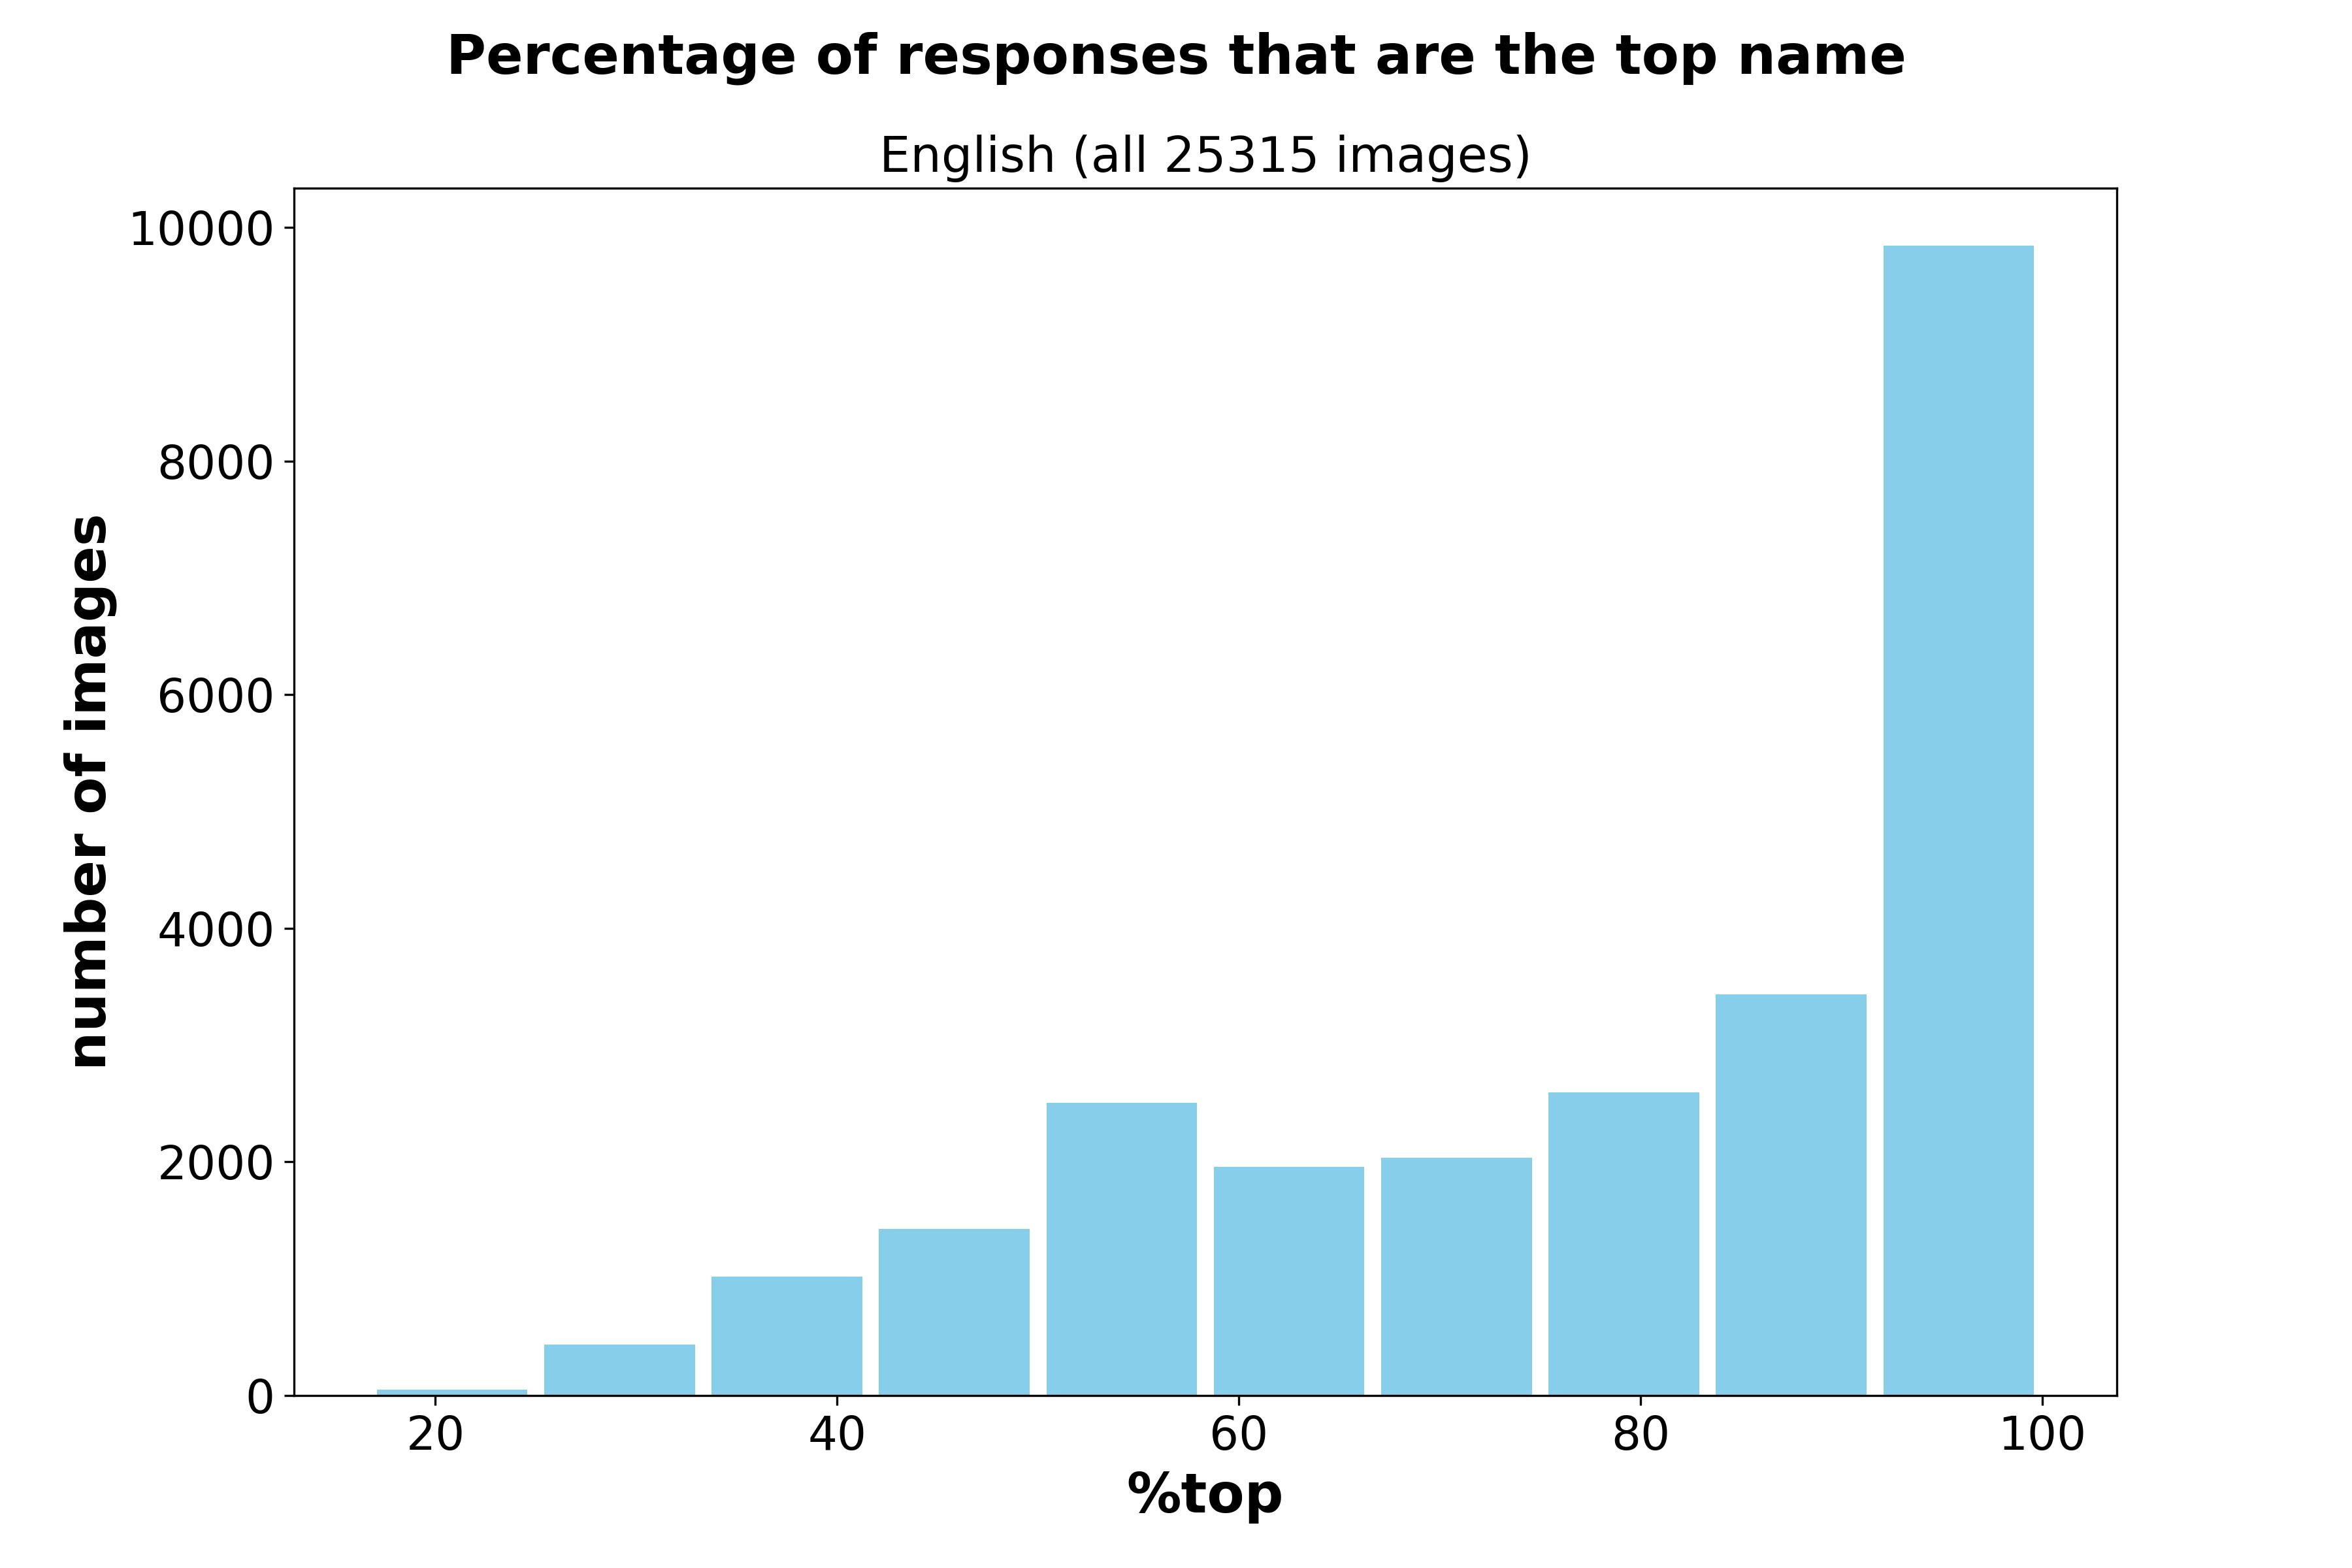 Percentage of responses that are the top name
English (all 25315 images)
10000
8000
6000
4000
2000
0
number of images
20 40 60 80 100
%top